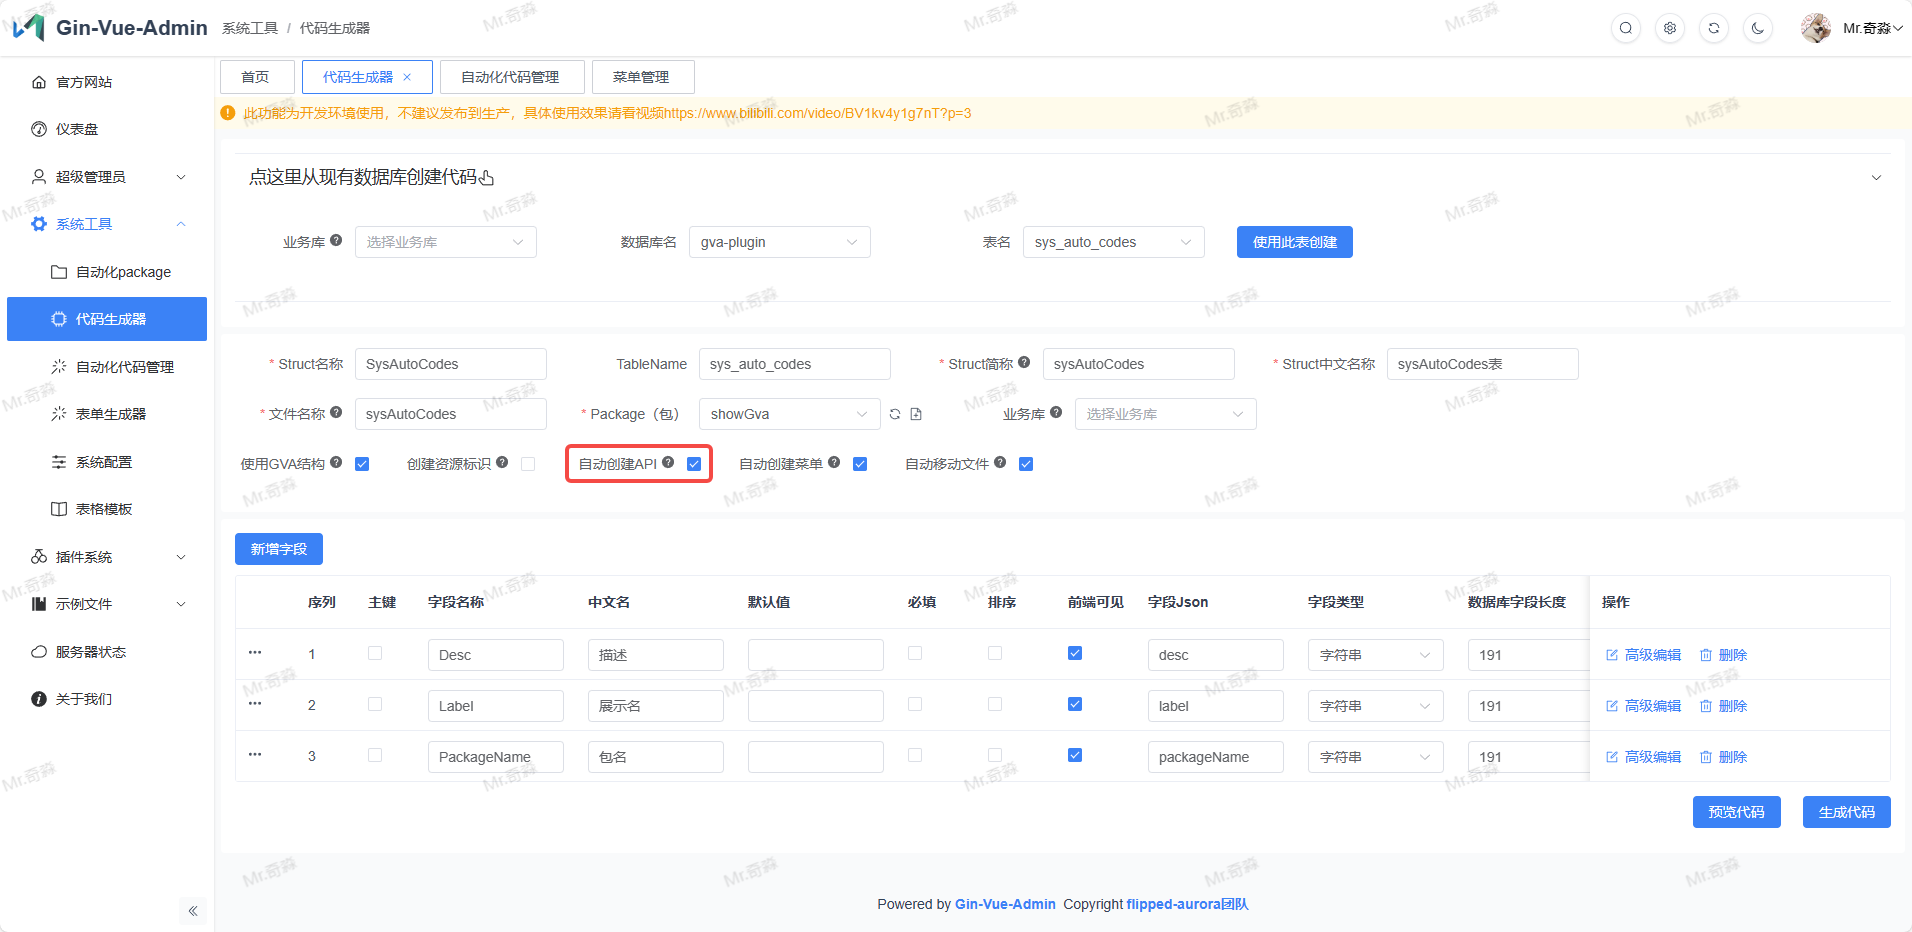 Gin-Vue-Admin
系统工具 / 代码生成器
Mr.奇淼
官方网站
仪表盘
超级管理员
系统工具
自动化package
代码生成器
自动化代码管理
表单生成器
系统配置
表格模板
插件系统
示例文件
服务器状态
关于我们
首页 代码生成器 × 自动化代码管理 菜单管理
此功能为开发环境使用，不建议发布到生产，具体使用效果请看视频https://www.bilibili.com/video/BV1kv4y1g7nT?p=3
点这里从现有数据库创建代码
业务库 选择业务库 数据库名 gva-plugin 表名 sys_auto_codes 使用此表创建
* Struct名称 SysAutoCodes TableName sys_auto_codes * Struct简称 sysAutoCodes * Struct中文名称 sysAutoCodes表
* 文件名称 sysAutoCodes * Package（包） showGva 业务库 选择业务库
使用GVA结构 创建资源标识 自动创建API 自动创建菜单 自动移动文件
新增字段
序列 主键 字段名称 中文名 默认值 必填 排序 前端可见 字段Json 字段类型 数据库字段长度 操作
1 Desc 描述 desc 字符串 191 高级编辑 删除
2 Label 展示名 label 字符串 191 高级编辑 删除
3 PackageName 包名 packageName 字符串 191 高级编辑 删除
预览代码 生成代码
Powered by Gin-Vue-Admin Copyright flipped-aurora团队